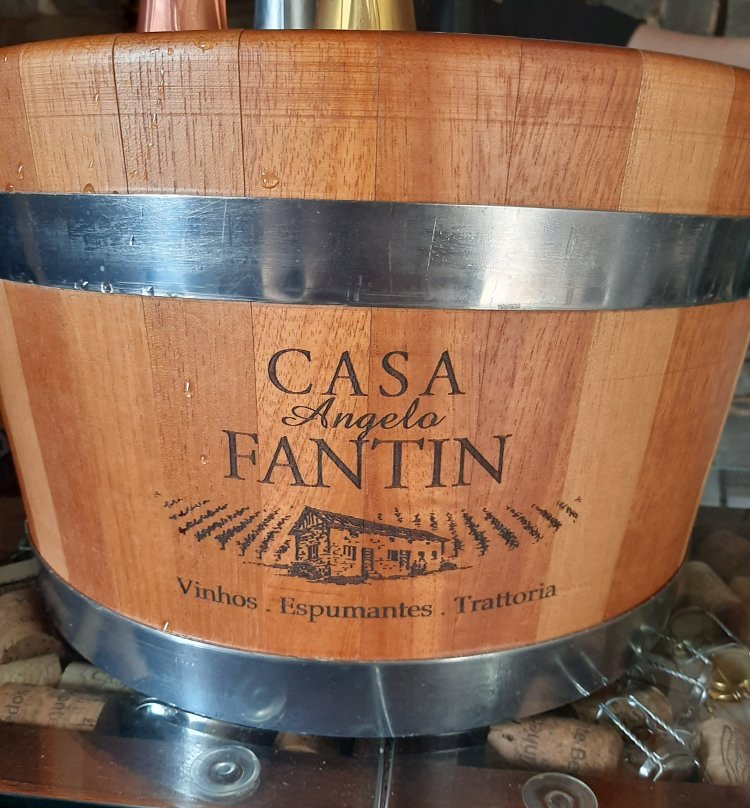 CASA
Angelo
FANTIN
Vinhos . Espumantes . Trattoria